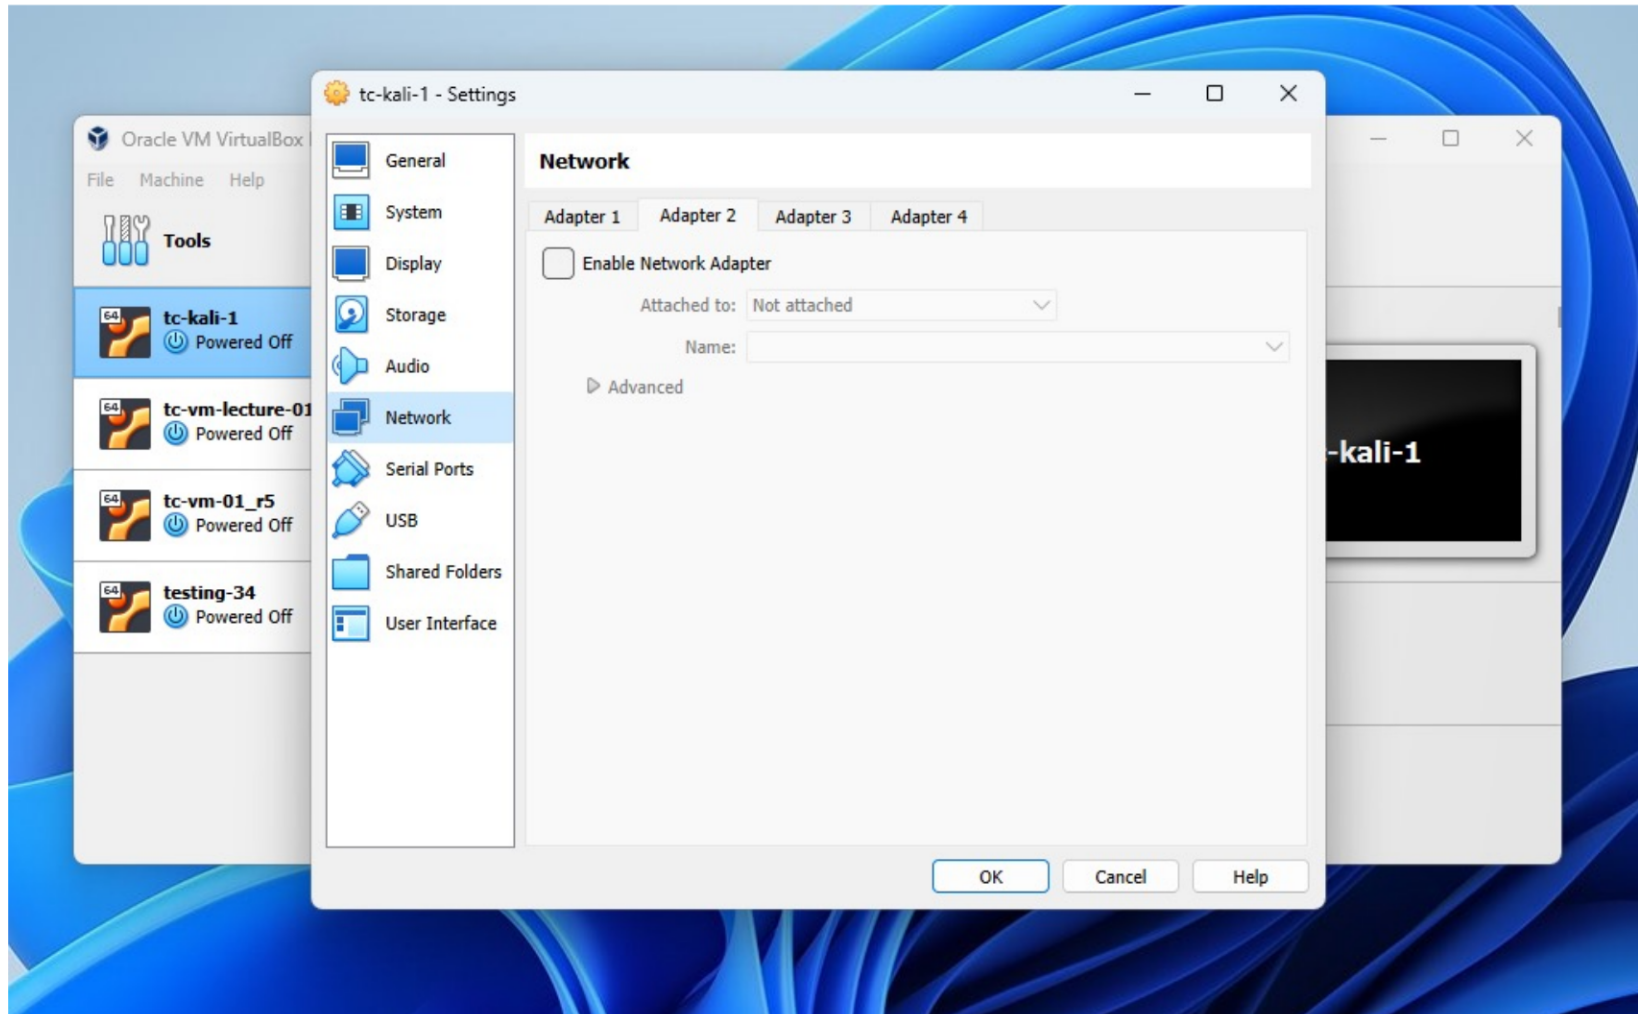 tc-kali-1 - Settings
Oracle VM VirtualBox
File Machine Help
Tools
64
tc-kali-1
Powered Off
64
tc-vm-lecture-01
Powered Off
64
tc-vm-01_r5
Powered Off
64
testing-34
Powered Off
General
System
Display
Storage
Audio
Network
Serial Ports
USB
Shared Folders
User Interface
Network
Adapter 1 Adapter 2 Adapter 3 Adapter 4
Enable Network Adapter
Attached to: Not attached
Name:
Advanced
OK Cancel Help
-kali-1